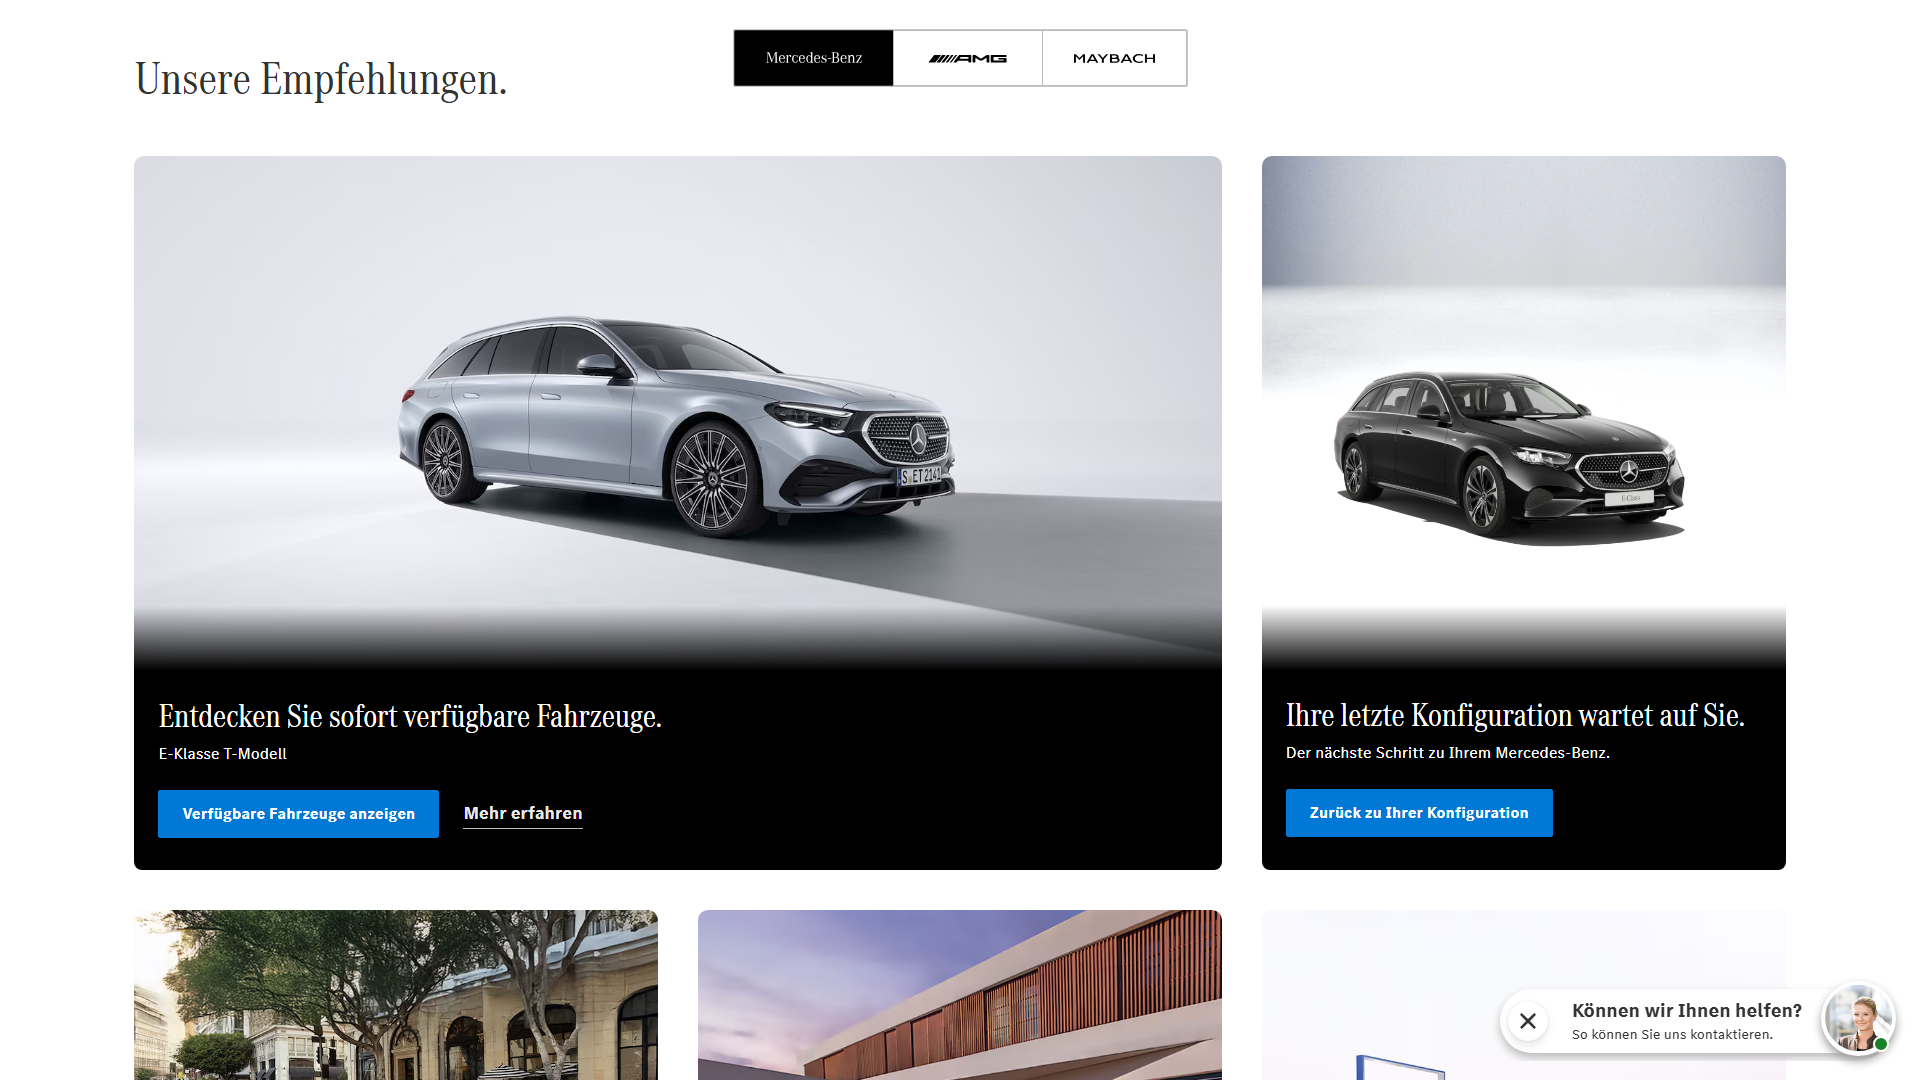 Mercedes-Benz
AMG
MAYBACH
Unsere Empfehlungen.
S ET 2141
E-Class
Entdecken Sie sofort verfügbare Fahrzeuge.
E-Klasse T-Modell
Verfügbare Fahrzeuge anzeigen
Mehr erfahren
Ihre letzte Konfiguration wartet auf Sie.
Der nächste Schritt zu Ihrem Mercedes-Benz.
Zurück zu Ihrer Konfiguration
Können wir Ihnen helfen?
So können Sie uns kontaktieren.